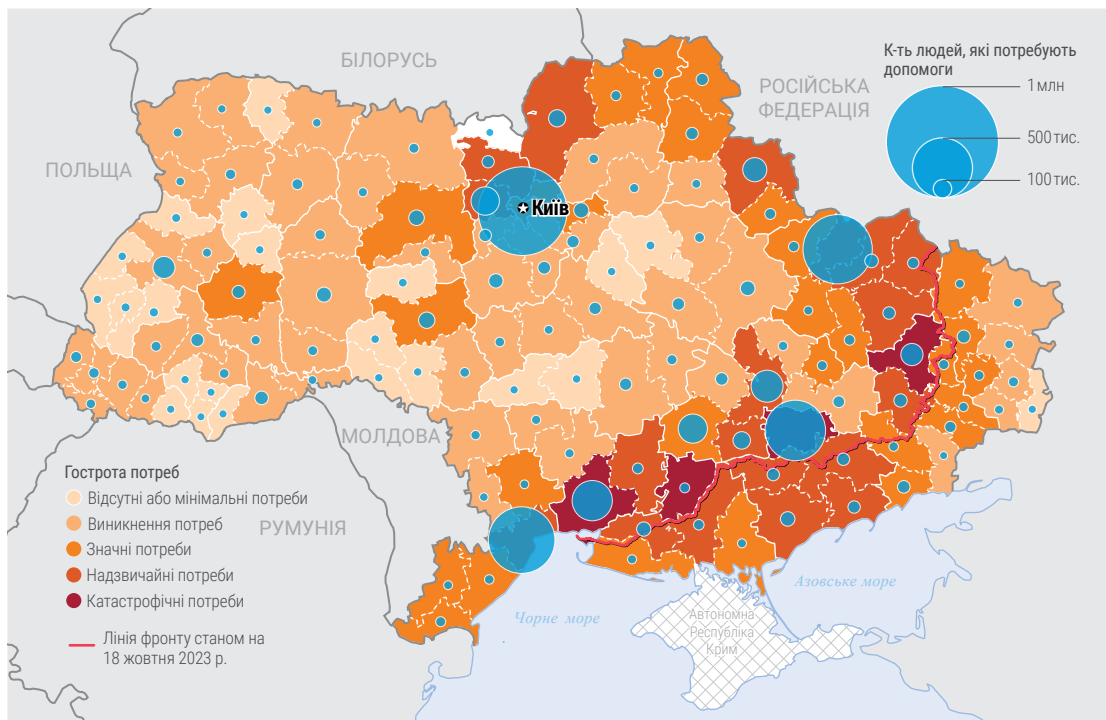 БІЛОРУСЬ
РОСІЙСЬКА
ФЕДЕРАЦІЯ
К-ть людей, які потребують
допомоги
1 млн
500 тис.
100 тис.
ПОЛЬЩА
Київ
МОЛДОВА
РУМУНІЯ
Гострота потреб
Відсутні або мінімальні потреби
Виникнення потреб
Значні потреби
Надзвичайні потреби
Катастрофічні потреби
Лінія фронту станом на
18 жовтня 2023 р.
Чорне море
Азовське море
Автономна
Республіка
Крим